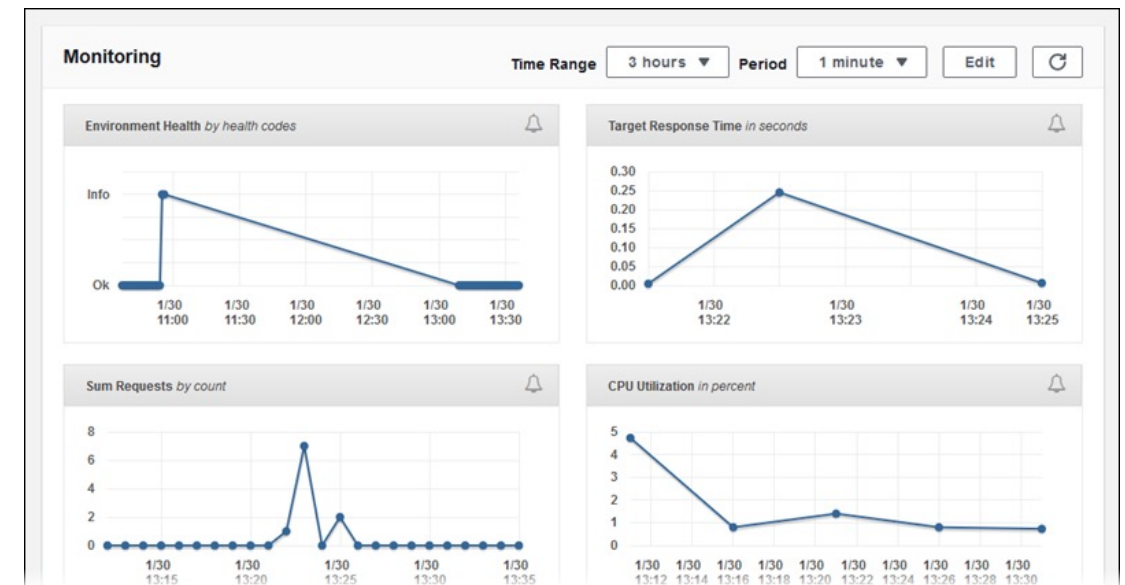 Monitoring
Time Range 3 hours Period 1 minute Edit
Environment Health by health codes
Info
Ok
1/30 1/30 1/30 1/30 1/30 1/30
11:00 11:30 12:00 12:30 13:00 13:30
Target Response Time in seconds
0.30
0.25
0.20
0.15
0.10
0.05
0.00
1/30 1/30 1/30 1/30
13:22 13:23 13:24 13:25
Sum Requests by count
8
6
4
2
0
1/30 1/30 1/30 1/30 1/30
13:15 13:20 13:25 13:30 13:35
CPU Utilization in percent
5
4
3
2
1
0
1/30 1/30 1/30 1/30 1/30 1/30 1/30 1/30 1/30 1/30
13:12 13:14 13:16 13:18 13:20 13:22 13:24 13:26 13:28 13:30